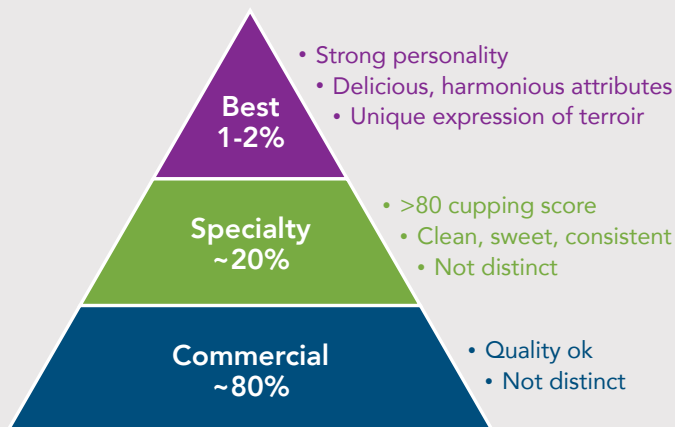 Best
1-2%
• Strong personality
• Delicious, harmonious attributes
• Unique expression of terroir
Specialty
~20%
• >80 cupping score
• Clean, sweet, consistent
• Not distinct
Commercial
~80%
• Quality ok
• Not distinct